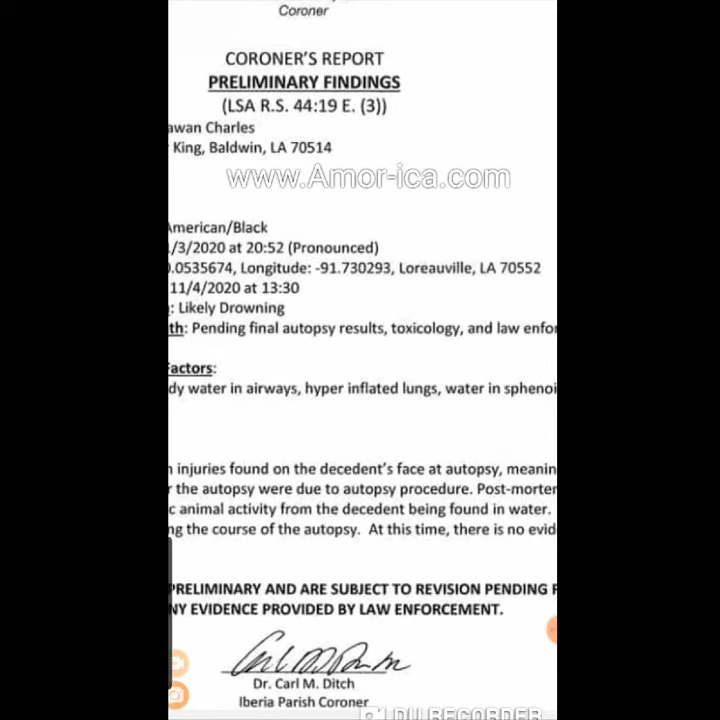 Coroner
CORONER'S REPORT
PRELIMINARY FINDINGS
(LSA R.S. 44:19 E. (3))
awan Charles
King, Baldwin, LA 70514
www.Amor-ica.com
American/Black
/3/2020 at 20:52 (Pronounced)
.0535674, Longitude: -91.730293, Loreauville, LA 70552
11/4/2020 at 13:30
: Likely Drowning
th: Pending final autopsy results, toxicology, and law enfor
Factors:
dy water in airways, hyper inflated lungs, water in sphenoi
n injuries found on the decedent's face at autopsy, meanin
r the autopsy were due to autopsy procedure. Post-morter
c animal activity from the decedent being found in water.
ng the course of the autopsy. At this time, there is no evid
PRELIMINARY AND ARE SUBJECT TO REVISION PENDING F
NY EVIDENCE PROVIDED BY LAW ENFORCEMENT.
Dr. Carl M. Ditch
Iberia Parish Coroner
DU RECORDER